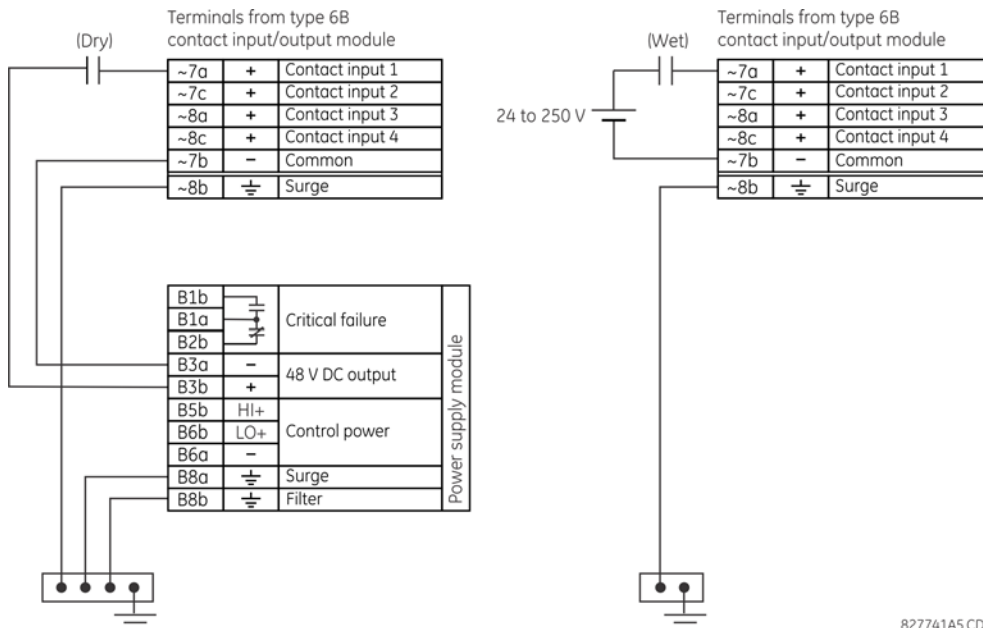 Terminals from type 6B
contact input/output module
(Dry)
~7a + Contact input 1
~7c + Contact input 2
~8a + Contact input 3
~8c + Contact input 4
~7b − Common
~8b Surge
B1b
B1a Critical failure
B2b
B3a −
48 V DC output
B3b +
B5b HI+
B6b LO+ Control power
B6a −
B8a Surge
B8b Filter
Power supply module
Terminals from type 6B
contact input/output module
(Wet)
24 to 250 V
~7a + Contact input 1
~7c + Contact input 2
~8a + Contact input 3
~8c + Contact input 4
~7b − Common
~8b Surge
827741A5.CD